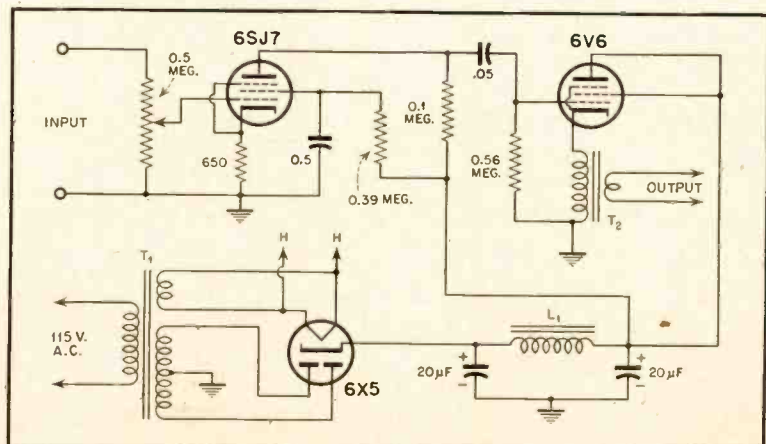 6SJ7
6V6
0.5
MEG.
.05
INPUT
0.1
MEG.
650
0.5
0.56
MEG.
0.39 MEG.
OUTPUT
T2
H H
T1
L1
115 V.
A.C.
6X5
+
20µF
−
+
20µF
−